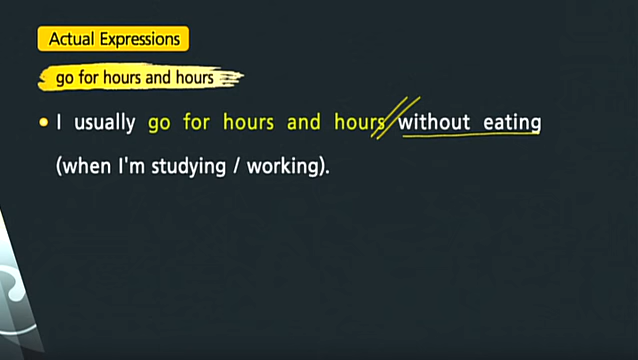 Actual Expressions
go for hours and hours
I usually go for hours and hours without eating
(when I'm studying / working).